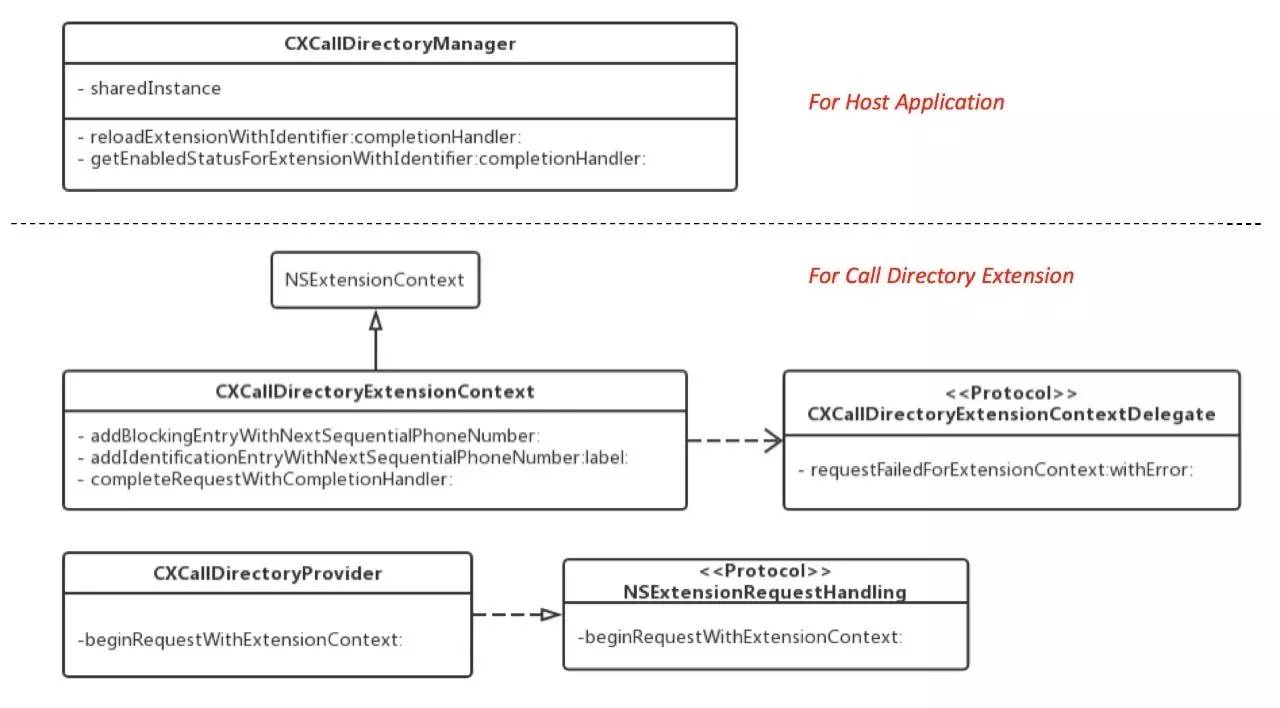 CXCallDirectoryManager
- sharedInstance
- reloadExtensionWithIdentifier:completionHandler:
- getEnabledStatusForExtensionWithIdentifier:completionHandler:
For Host Application
For Call Directory Extension
NSExtensionContext
CXCallDirectoryExtensionContext
- addBlockingEntryWithNextSequentialPhoneNumber:
- addIdentificationEntryWithNextSequentialPhoneNumber:label:
- completeRequestWithCompletionHandler:
<<Protocol>>
CXCallDirectoryExtensionContextDelegate
- requestFailedForExtensionContext:withError:
CXCallDirectoryProvider
-beginRequestWithExtensionContext:
<<Protocol>>
NSExtensionRequestHandling
-beginRequestWithExtensionContext: